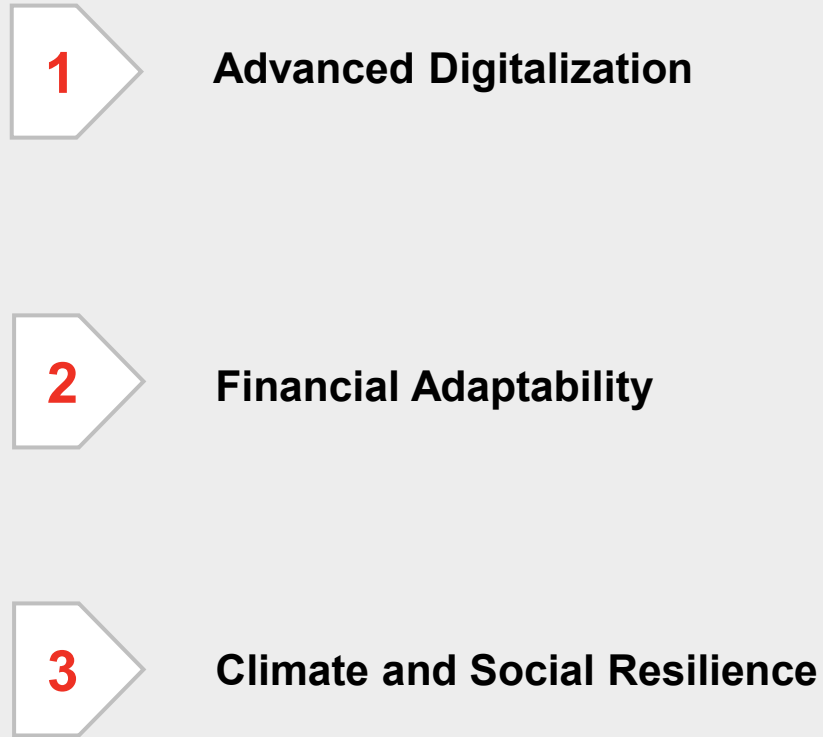 1
Advanced Digitalization
2
Financial Adaptability
3
Climate and Social Resilience